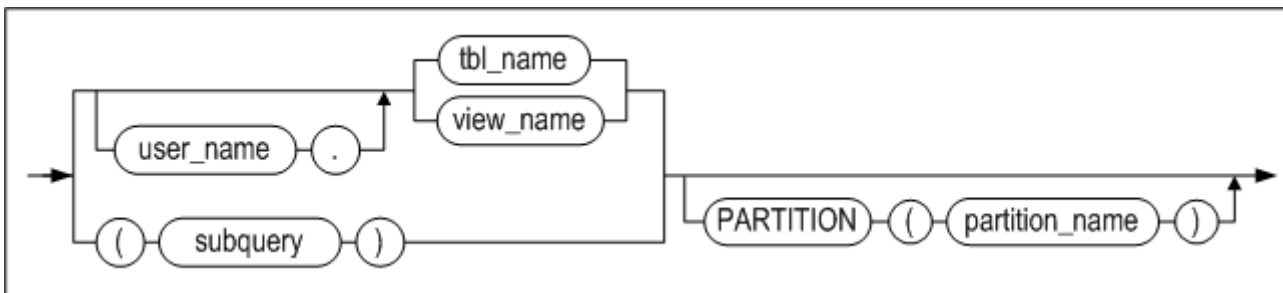 tbl_name
view_name
user_name .
( subquery )
PARTITION ( partition_name )